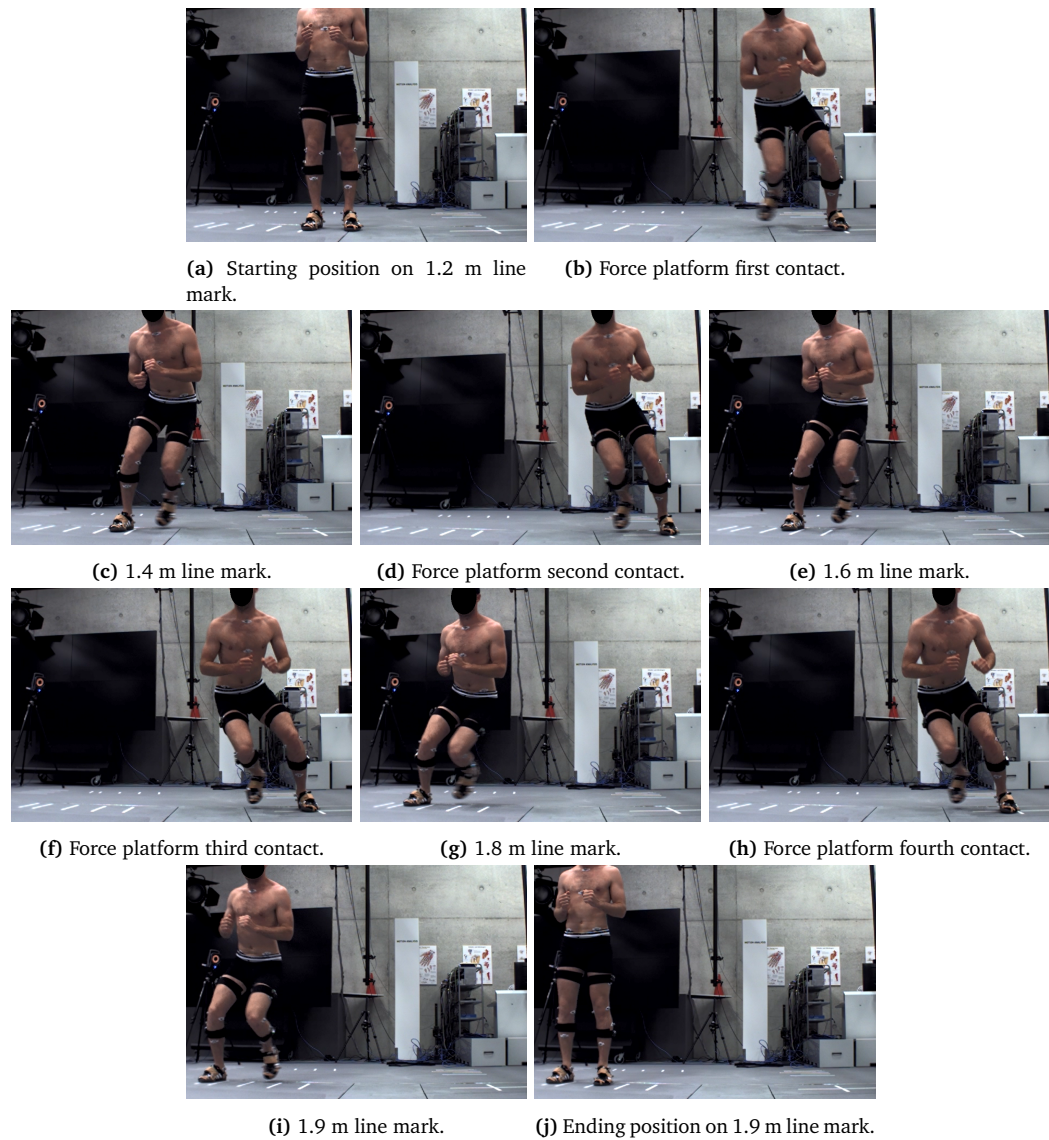 (a) Starting position on 1.2 m line
mark.
(b) Force platform first contact.
(c) 1.4 m line mark.
(d) Force platform second contact.
(e) 1.6 m line mark.
(f) Force platform third contact.
(g) 1.8 m line mark.
(h) Force platform fourth contact.
(i) 1.9 m line mark.
(j) Ending position on 1.9 m line mark.